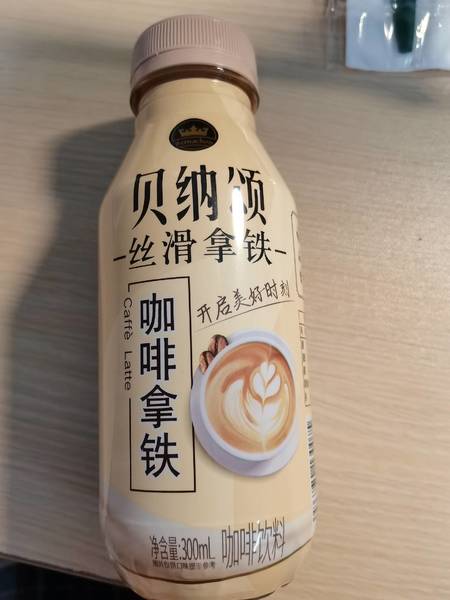 贝纳颂
丝滑拿铁
开启美好时刻
咖啡拿铁
Caffè Latte
净含量:300mL
咖啡饮料